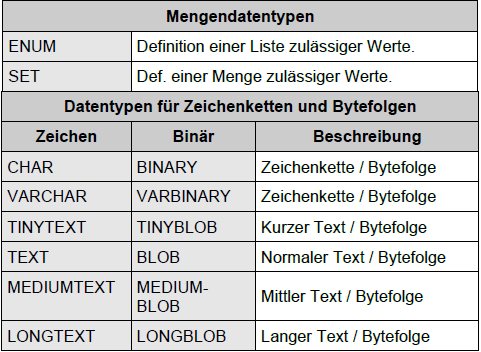 Mengendatentypen
ENUM Definition einer Liste zulässiger Werte.
SET Def. einer Menge zulässiger Werte.
Datentypen für Zeichenketten und Bytefolgen
Zeichen Binär Beschreibung
CHAR BINARY Zeichenkette / Bytefolge
VARCHAR VARBINARY Zeichenkette / Bytefolge
TINYTEXT TINYBLOB Kurzer Text / Bytefolge
TEXT BLOB Normaler Text / Bytefolge
MEDIUMTEXT MEDIUM-
BLOB Mittler Text / Bytefolge
LONGTEXT LONGBLOB Langer Text / Bytefolge